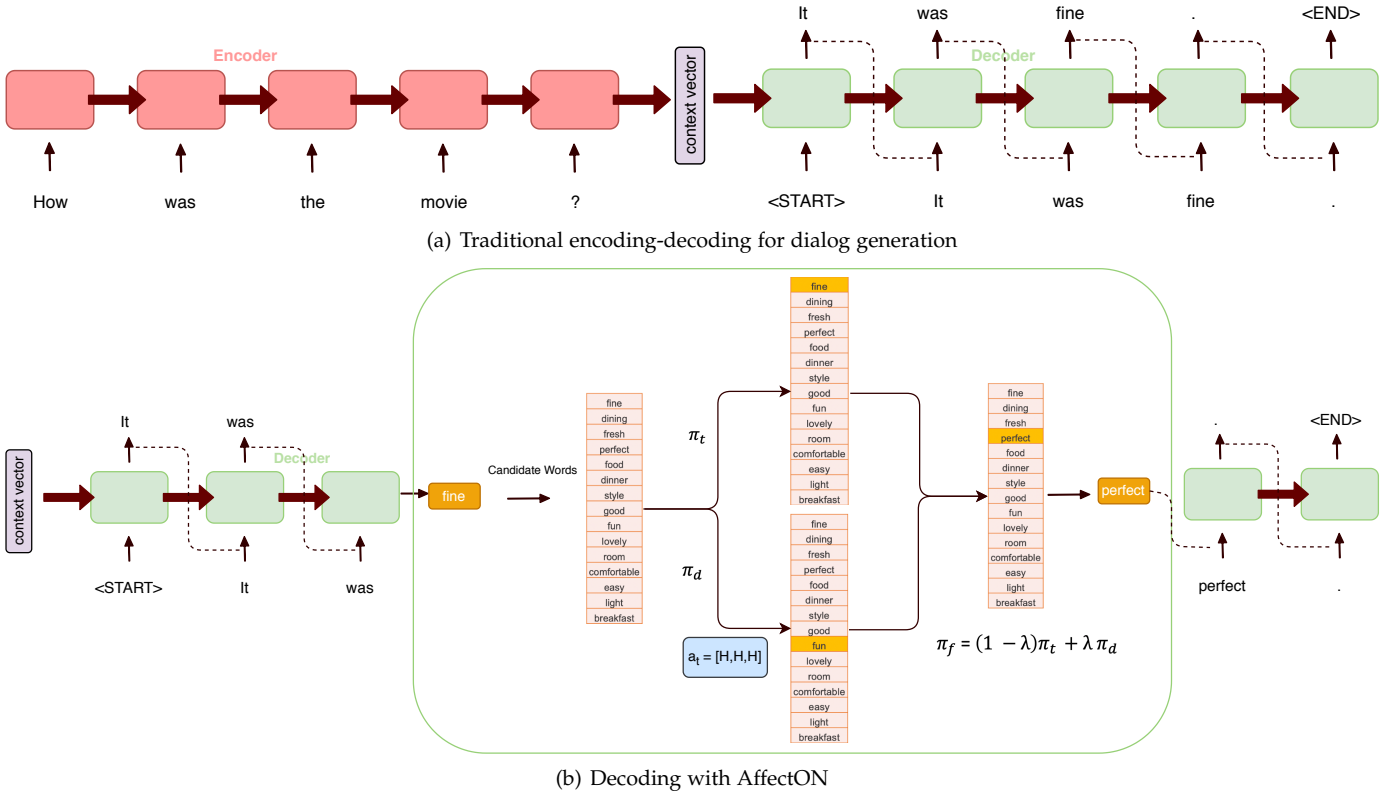 It was fine . <END>
Encoder
Decoder
context vector
How was the movie ? <START> It was fine .
(a) Traditional encoding-decoding for dialog generation
fine
dining
fresh
perfect
food
dinner
style
good
fun
lovely
room
comfortable
easy
light
breakfast
It was
Decoder
context vector
<START> It was
fine
Candidate Words
fine
dining
fresh
perfect
food
dinner
style
good
fun
lovely
room
comfortable
easy
light
breakfast
π_t
π_d
a_t = [H,H,H]
fine
dining
fresh
perfect
food
dinner
style
good
fun
lovely
room
comfortable
easy
light
breakfast
fine
dining
fresh
perfect
food
dinner
style
good
fun
lovely
room
comfortable
easy
light
breakfast
π_f = (1 − λ)π_t + λ π_d
perfect
. <END>
perfect .
(b) Decoding with AffectON